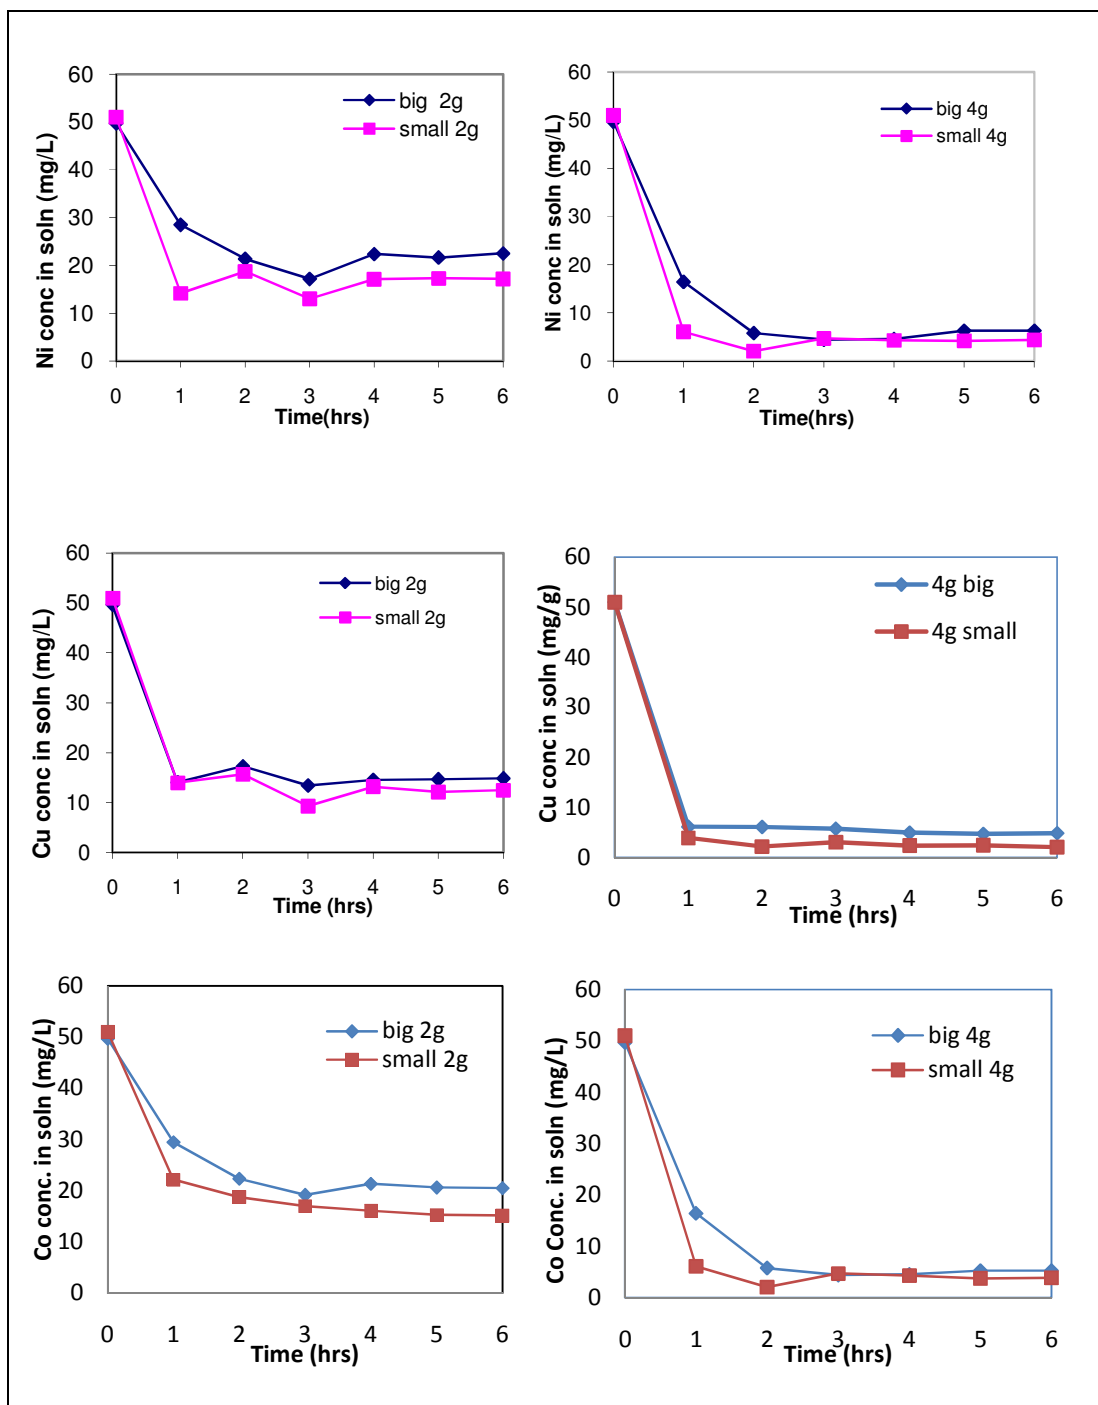 60
50
40
30
20
10
0
Ni conc in soln (mg/L)
big 2g
small 2g
0 1 2 3 4 5 6
Time(hrs)
60
50
40
30
20
10
0
Ni conc in soln (mg/L)
big 4g
small 4g
0 1 2 3 4 5 6
Time(hrs)
60
50
40
30
20
10
0
Cu conc in soln (mg/L)
big 2g
small 2g
0 1 2 3 4 5 6
Time (hrs)
60
50
40
30
20
10
0
Cu conc in soln (mg/g)
4g big
4g small
0 1 2 3 4 5 6
Time (hrs)
60
50
40
30
20
10
0
Co conc. in soln (mg/L)
big 2g
small 2g
0 1 2 3 4 5 6
Time (hrs)
60
50
40
30
20
10
0
Co Conc. in soln (mg/L)
big 4g
small 4g
0 1 2 3 4 5 6
Time (hrs)